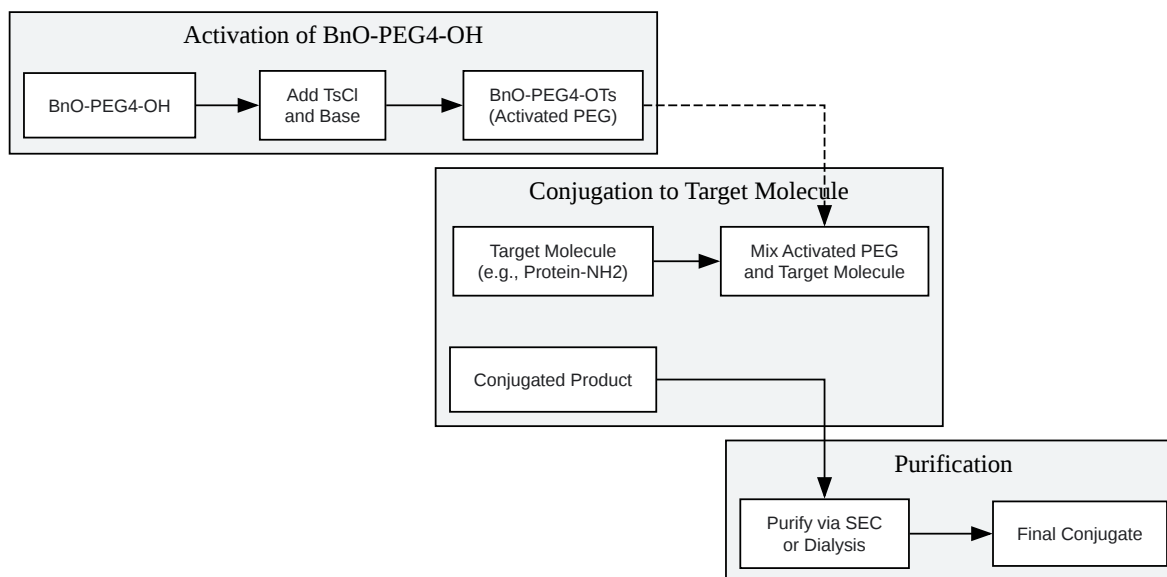 Activation of BnO-PEG4-OH
BnO-PEG4-OH
Add TsCl
and Base
BnO-PEG4-OTs
(Activated PEG)
Conjugation to Target Molecule
Target Molecule
(e.g., Protein-NH2)
Mix Activated PEG
and Target Molecule
Conjugated Product
Purification
Purify via SEC
or Dialysis
Final Conjugate